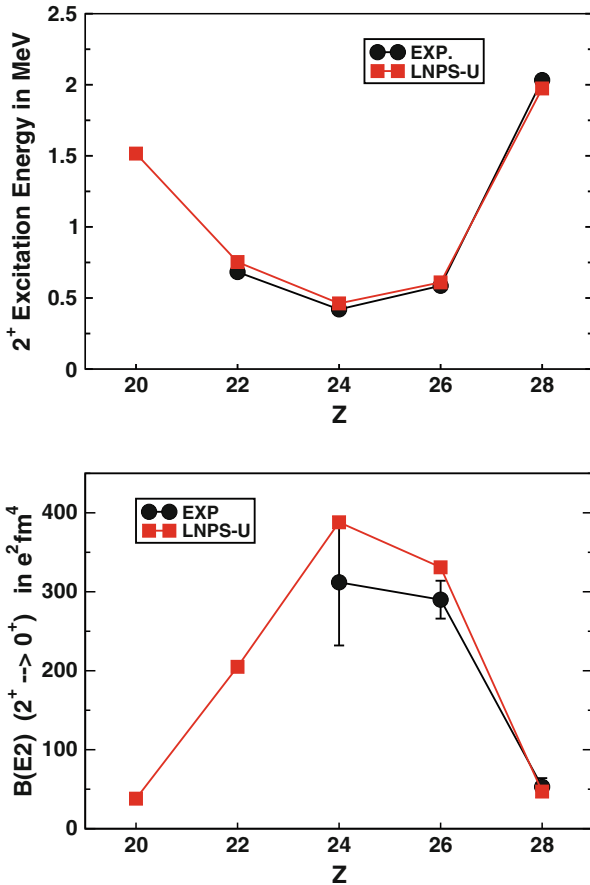 2.5
2
1.5
1
0.5
0
2⁺ Excitation Energy in MeV
EXP.
LNPS-U
20 22 24 26 28
Z
400
300
200
100
0
B(E2) (2⁺ --> 0⁺) in e²fm⁴
EXP
LNPS-U
20 22 24 26 28
Z